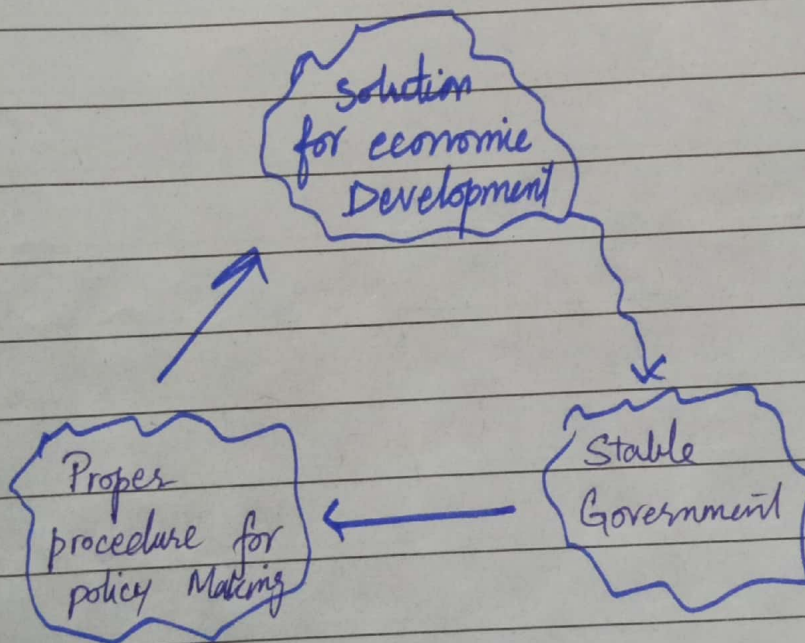 Solution
for economic
Development
Stable
Government
Proper
procedure for
policy Making